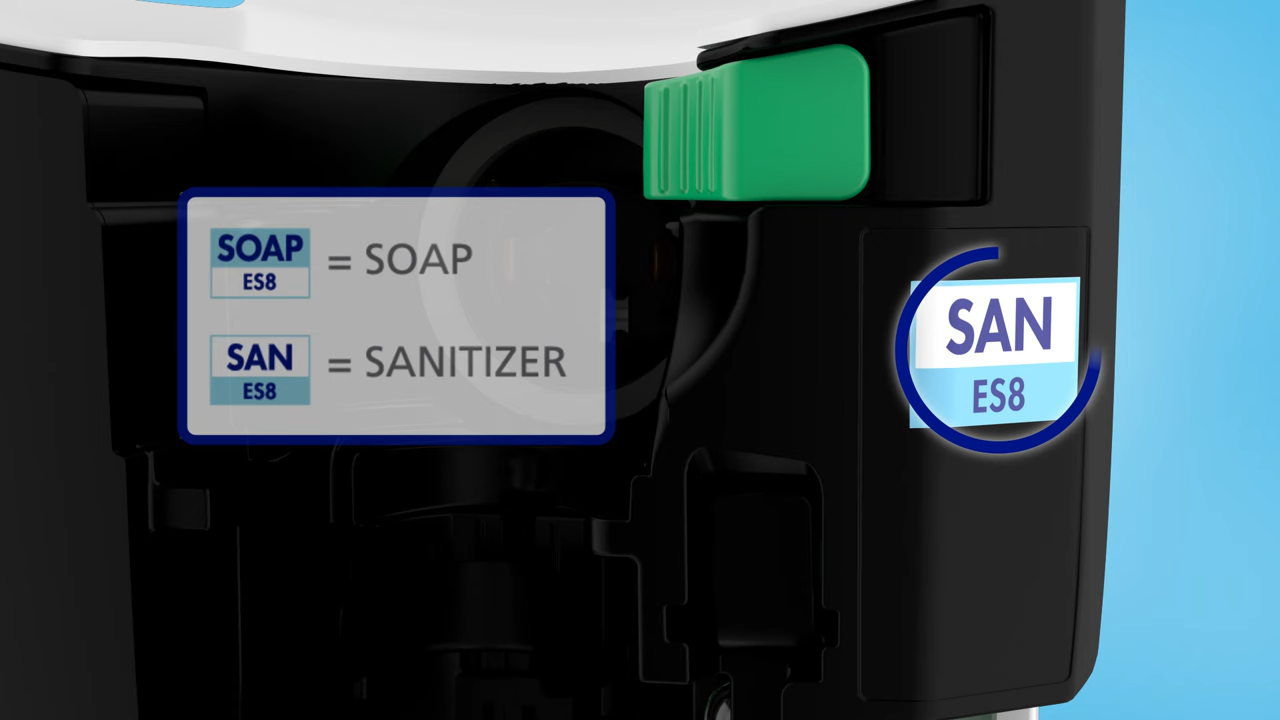 SOAP
ES8
= SOAP
SAN
ES8
= SANITIZER
SAN
ES8